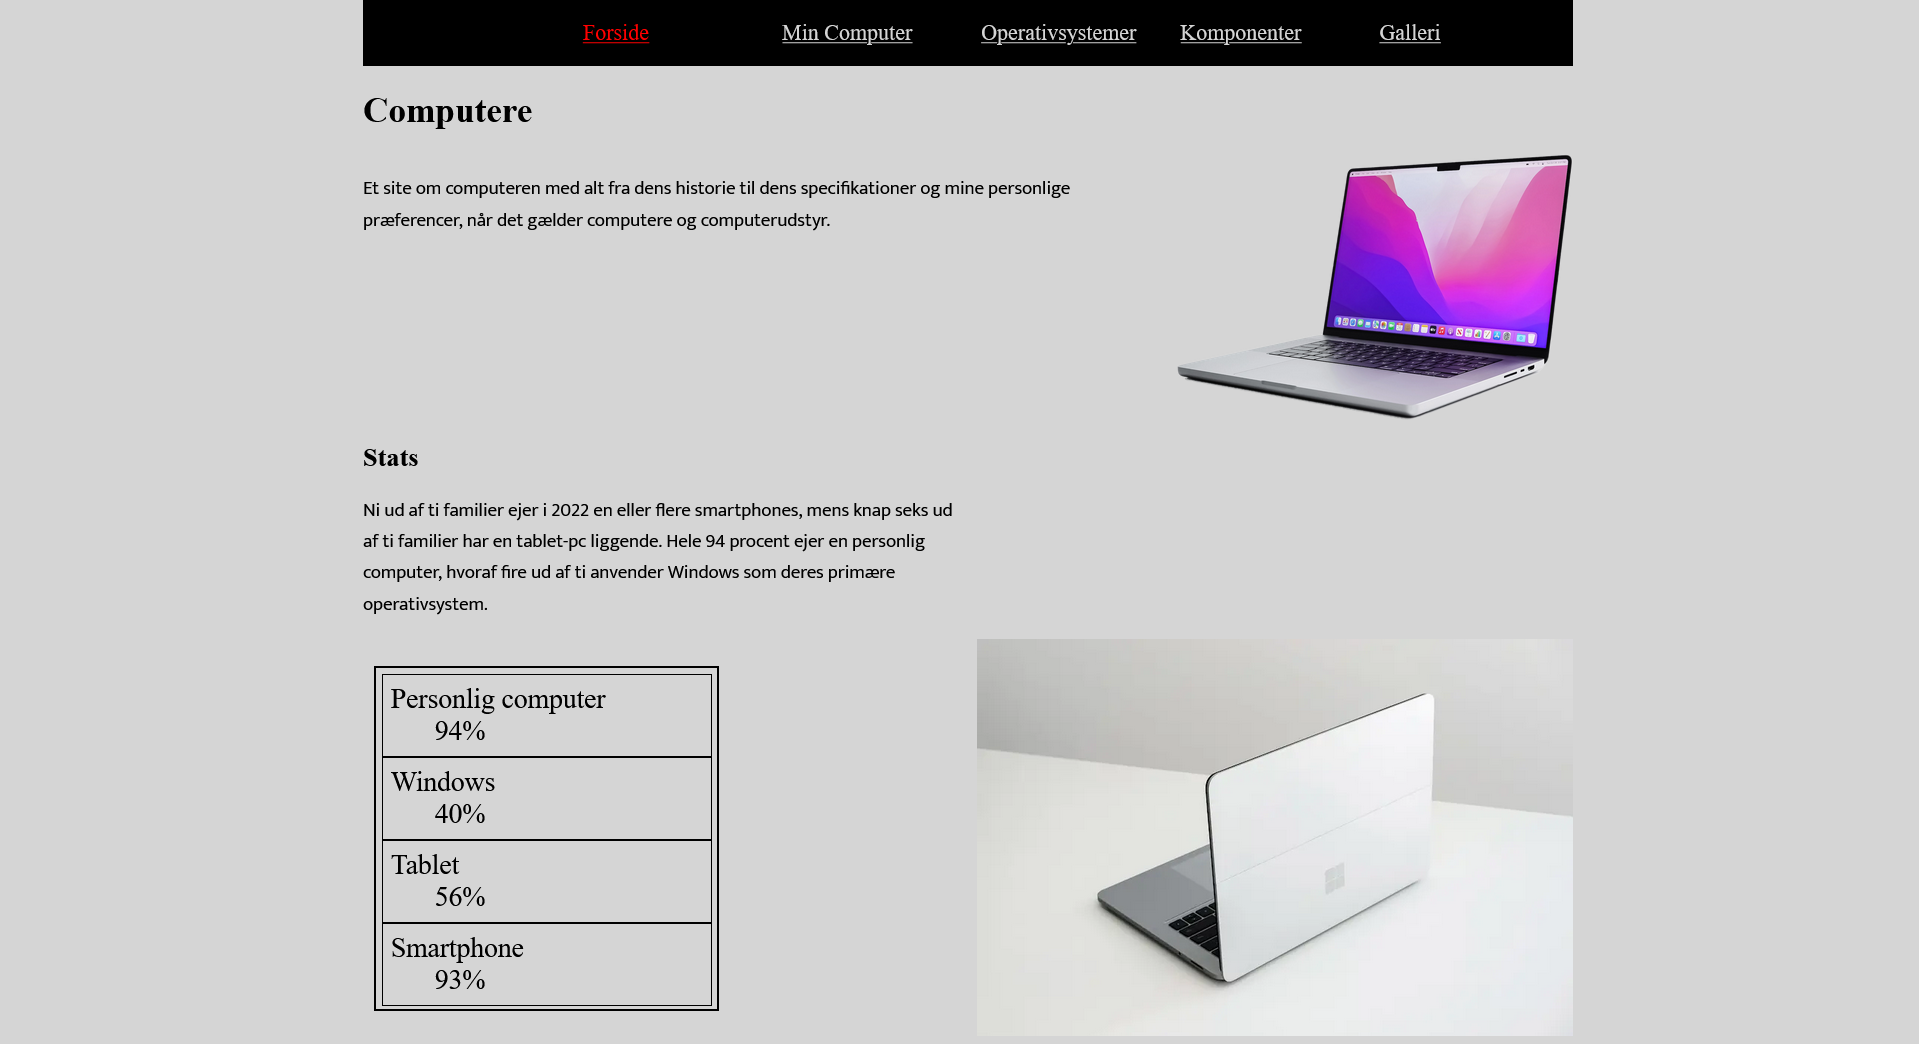 Forside Min Computer Operativsystemer Komponenter Galleri
Computere
Et site om computeren med alt fra dens historie til dens specifikationer og mine personlige
præferencer, når det gælder computere og computerudstyr.
Stats
Ni ud af ti familier ejer i 2022 en eller flere smartphones, mens knap seks ud
af ti familier har en tablet-pc liggende. Hele 94 procent ejer en personlig
computer, hvoraf fire ud af ti anvender Windows som deres primære
operativsystem.
Personlig computer
94%
Windows
40%
Tablet
56%
Smartphone
93%